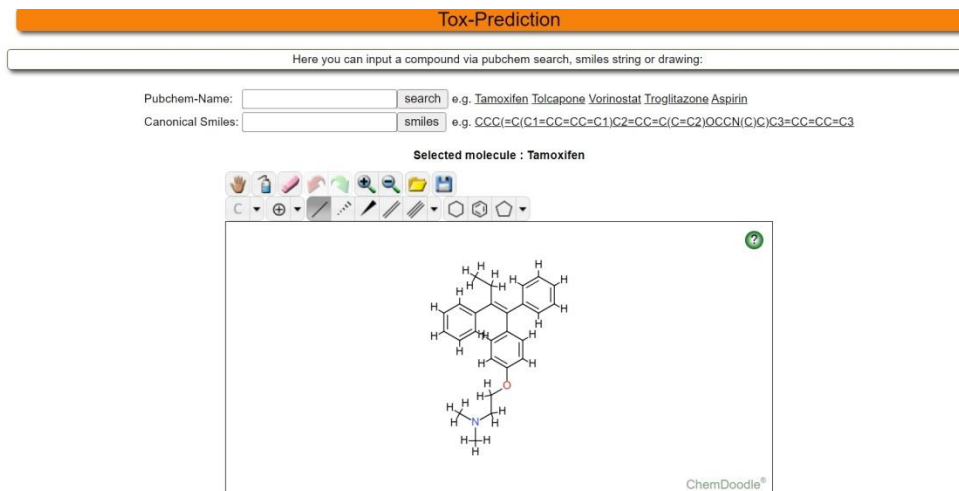 Tox-Prediction
Here you can input a compound via pubchem search, smiles string or drawing:
Pubchem-Name: search e.g. Tamoxifen Tolcapone Vorinostat Troglitazone Aspirin
Canonical Smiles: smiles e.g. CCC(=C(C1=CC=CC=C1)C2=CC=C(C=C2)OCCN(C)C)C3=CC=CC=C3
Selected molecule : Tamoxifen
C
?
H
H H
H H
H H H
H H
H H
H H H
H H
H H
H O
H
H H H
H N H
H H
H
ChemDoodle®